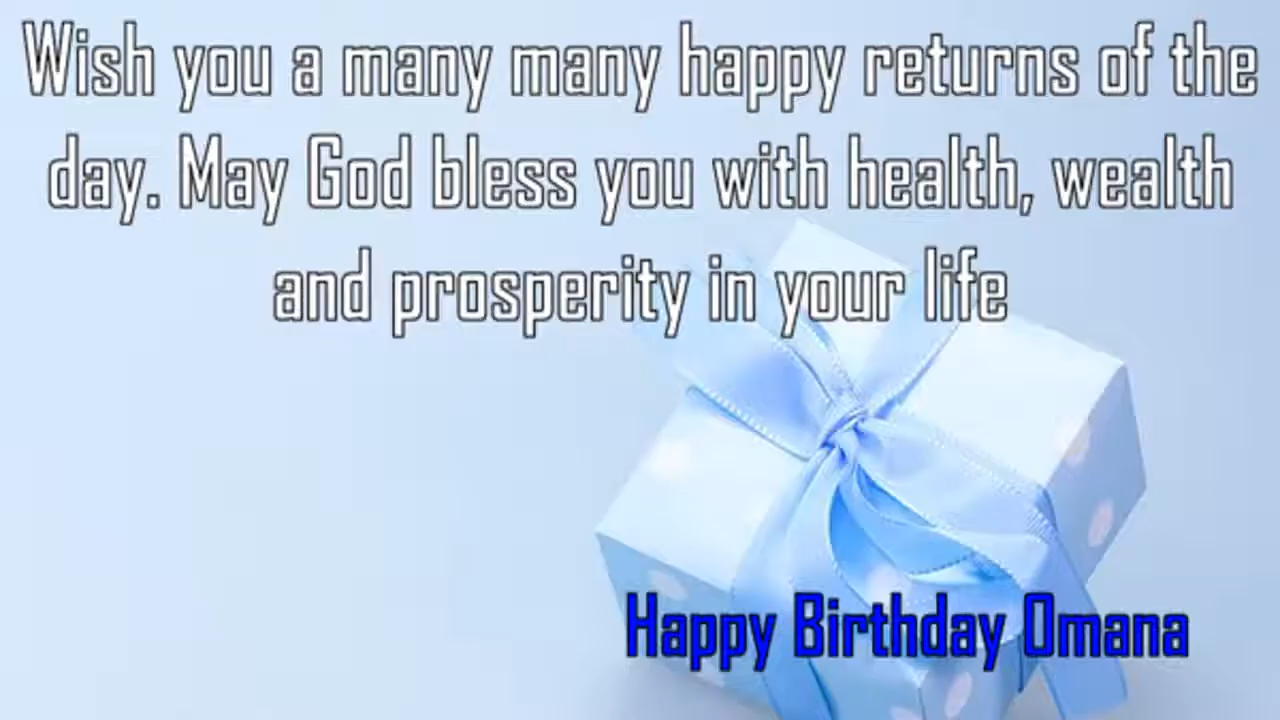 Wish you a many many happy returns of the
day. May God bless you with health, wealth
and prosperity in your life
Happy Birthday Omana